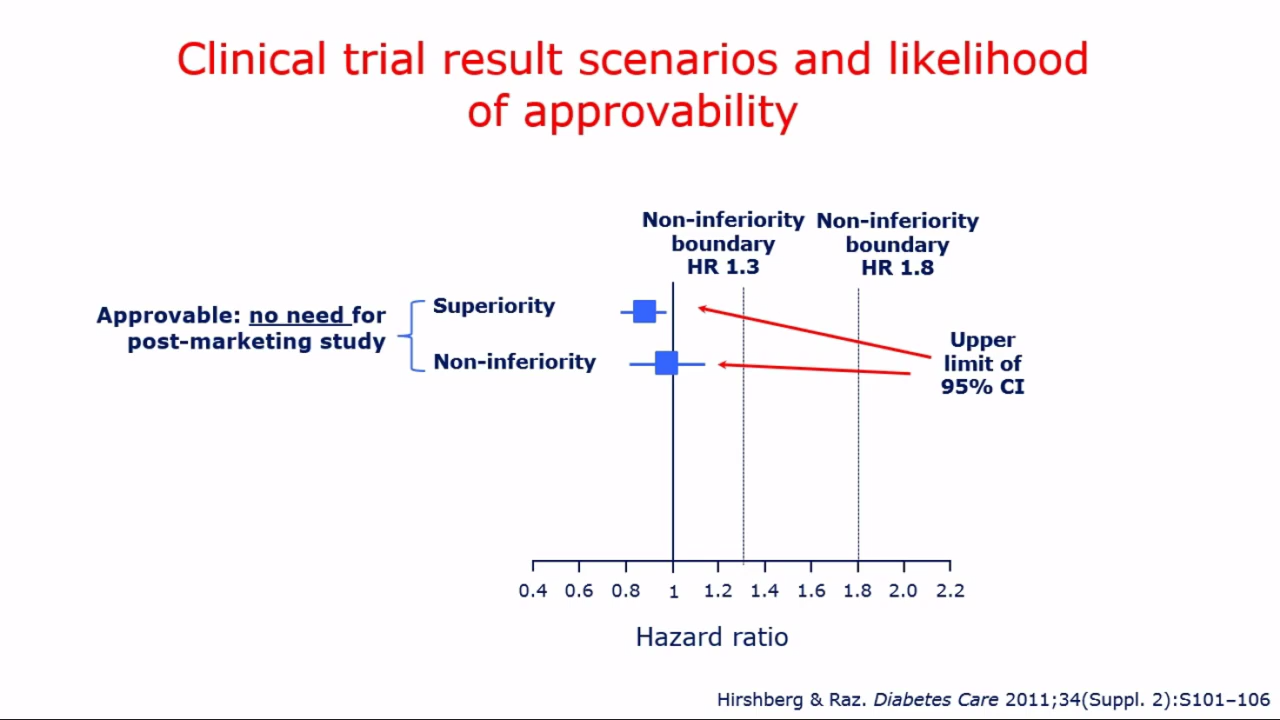 Clinical trial result scenarios and likelihood
of approvability
Non-inferiority
boundary
HR 1.3
Non-inferiority
boundary
HR 1.8
Approvable: no need for
post-marketing study
Superiority
Non-inferiority
Upper
limit of
95% CI
0.4 0.6 0.8 1 1.2 1.4 1.6 1.8 2.0 2.2
Hazard ratio
Hirshberg & Raz. Diabetes Care 2011;34(Suppl. 2):S101–106